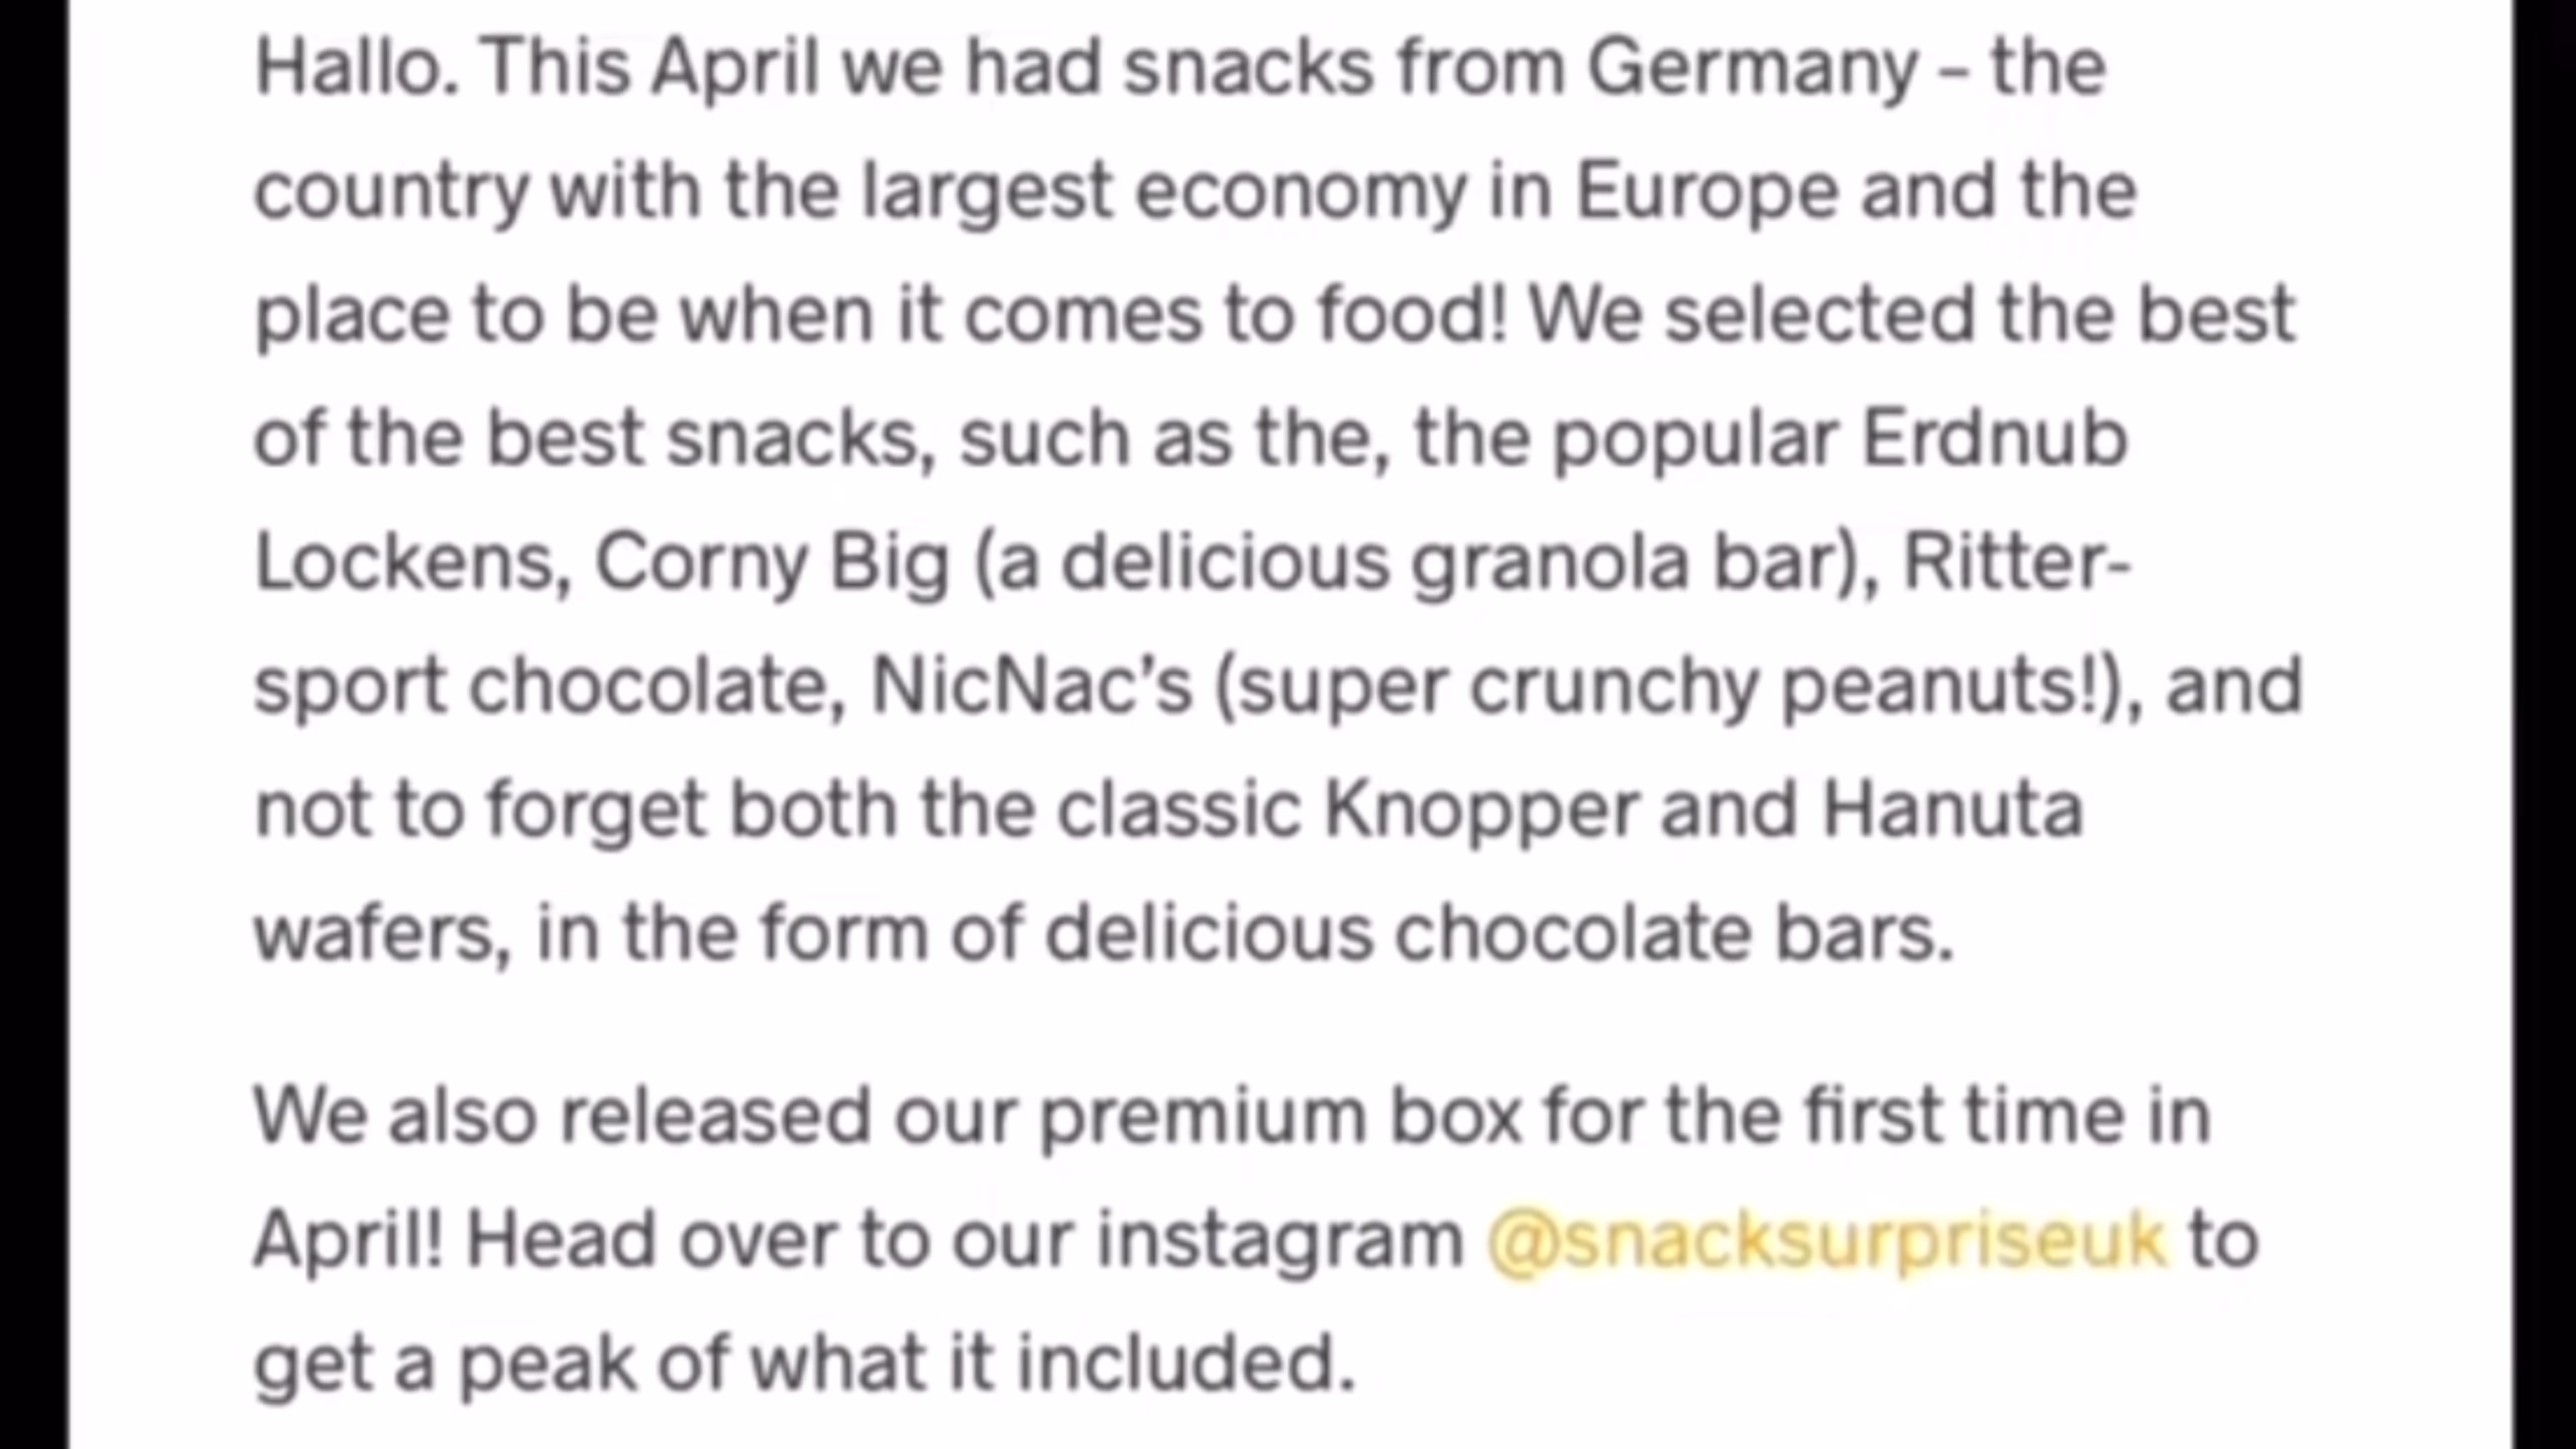 Hallo. This April we had snacks from Germany – the
country with the largest economy in Europe and the
place to be when it comes to food! We selected the best
of the best snacks, such as the, the popular Erdnub
Lockens, Corny Big (a delicious granola bar), Ritter-
sport chocolate, NicNac’s (super crunchy peanuts!), and
not to forget both the classic Knopper and Hanuta
wafers, in the form of delicious chocolate bars.
We also released our premium box for the first time in
April! Head over to our instagram @snacksurpriseuk to
get a peak of what it included.